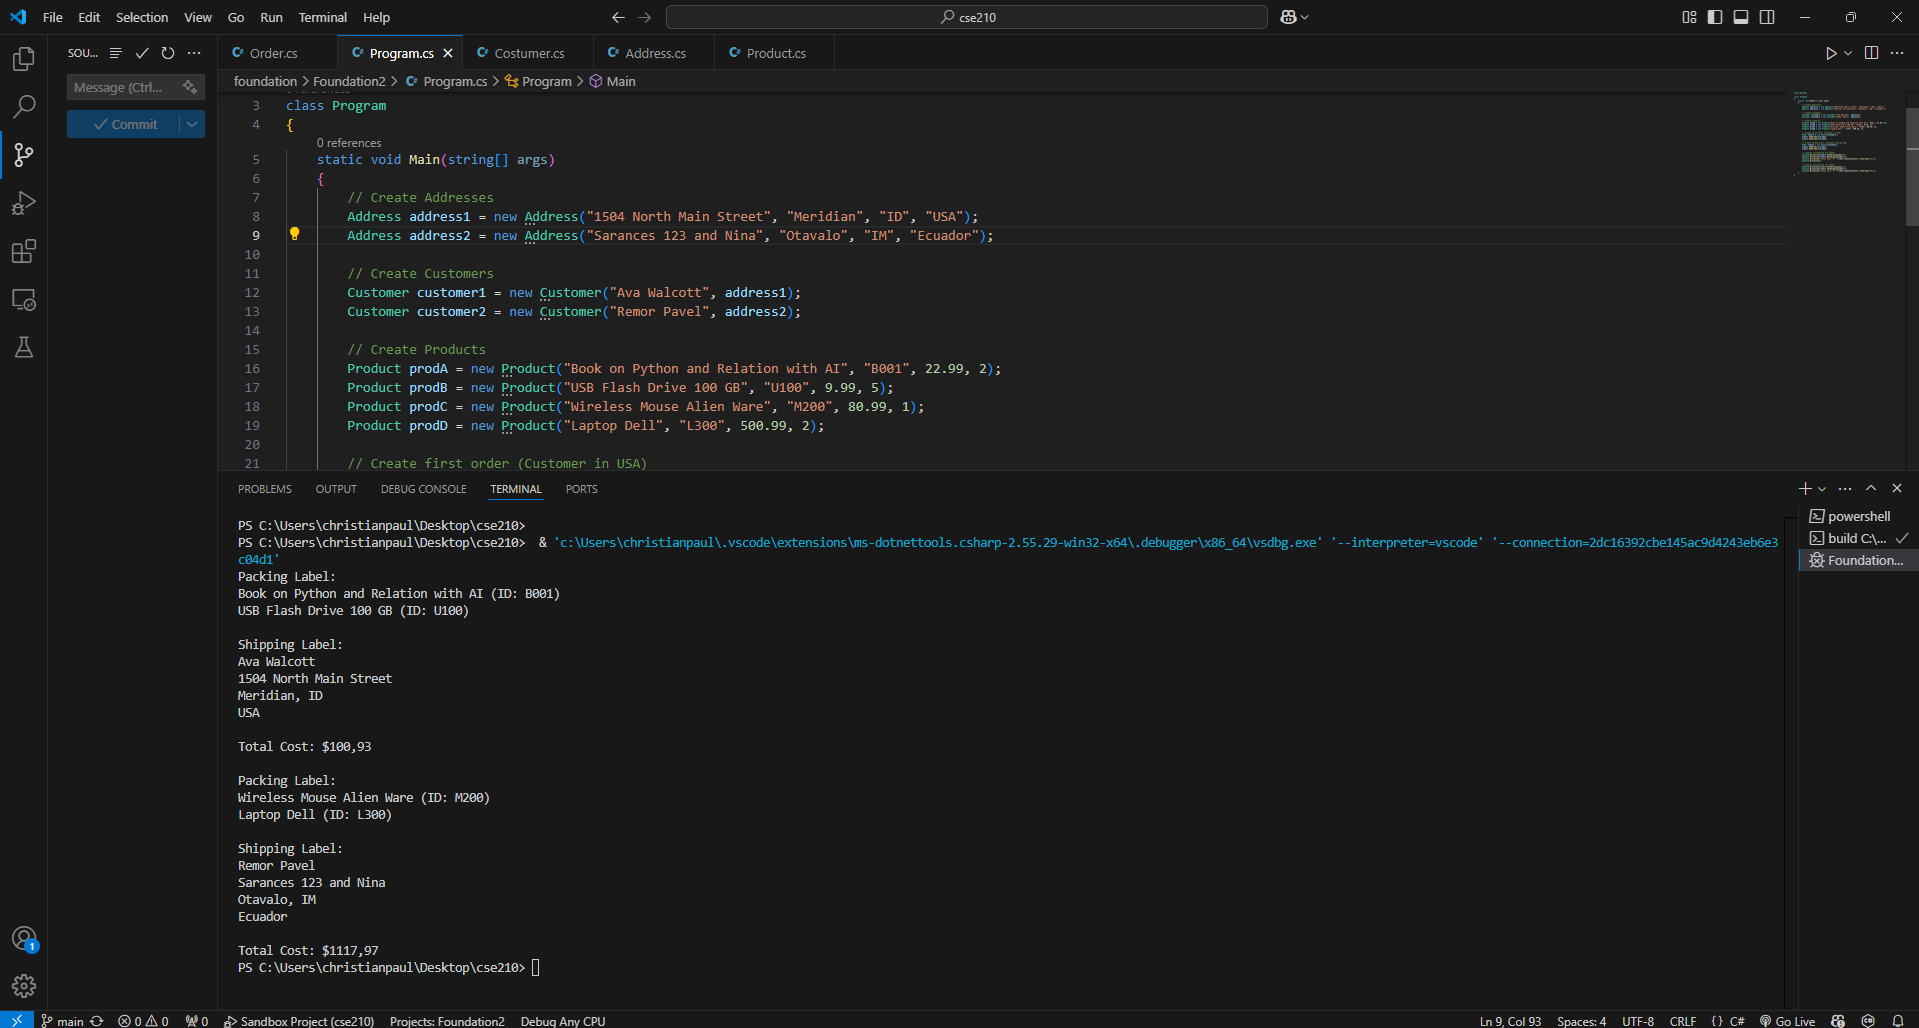 File Edit Selection View Go Run Terminal Help
cse210
SOU...
Message (Ctrl...
Commit
Order.cs
Program.cs
Costumer.cs
Address.cs
Product.cs
foundation > Foundation2 > Program.cs > Program > Main
3 class Program
4 {
0 references
5 static void Main(string[] args)
6 {
7 // Create Addresses
8 Address address1 = new Address("1504 North Main Street", "Meridian", "ID", "USA");
9 Address address2 = new Address("Sarances 123 and Nina", "Otavalo", "IM", "Ecuador");
10
11 // Create Customers
12 Customer customer1 = new Customer("Ava Walcott", address1);
13 Customer customer2 = new Customer("Remor Pavel", address2);
14
15 // Create Products
16 Product prodA = new Product("Book on Python and Relation with AI", "B001", 22.99, 2);
17 Product prodB = new Product("USB Flash Drive 100 GB", "U100", 9.99, 5);
18 Product prodC = new Product("Wireless Mouse Alien Ware", "M200", 80.99, 1);
19 Product prodD = new Product("Laptop Dell", "L300", 500.99, 2);
20
21 // Create first order (Customer in USA)
PROBLEMS OUTPUT DEBUG CONSOLE TERMINAL PORTS
PS C:\Users\christianpaul\Desktop\cse210>
PS C:\Users\christianpaul\Desktop\cse210> & 'c:\Users\christianpaul\.vscode\extensions\ms-dotnettools.csharp-2.55.29-win32-x64\.debugger\x86_64\vsdbg.exe' '--interpreter=vscode' '--connection=2dc16392cbe145ac9d4243eb6e3
c04d1'
Packing Label:
Book on Python and Relation with AI (ID: B001)
USB Flash Drive 100 GB (ID: U100)

Shipping Label:
Ava Walcott
1504 North Main Street
Meridian, ID
USA

Total Cost: $100,93

Packing Label:
Wireless Mouse Alien Ware (ID: M200)
Laptop Dell (ID: L300)

Shipping Label:
Remor Pavel
Sarances 123 and Nina
Otavalo, IM
Ecuador

Total Cost: $1117,97
PS C:\Users\christianpaul\Desktop\cse210>
powershell
build C:\...
Foundation...
1
main 0 0 0 Sandbox Project (cse210) Projects: Foundation2 Debug Any CPU Ln 9, Col 93 Spaces: 4 UTF-8 CRLF {} C# Go Live